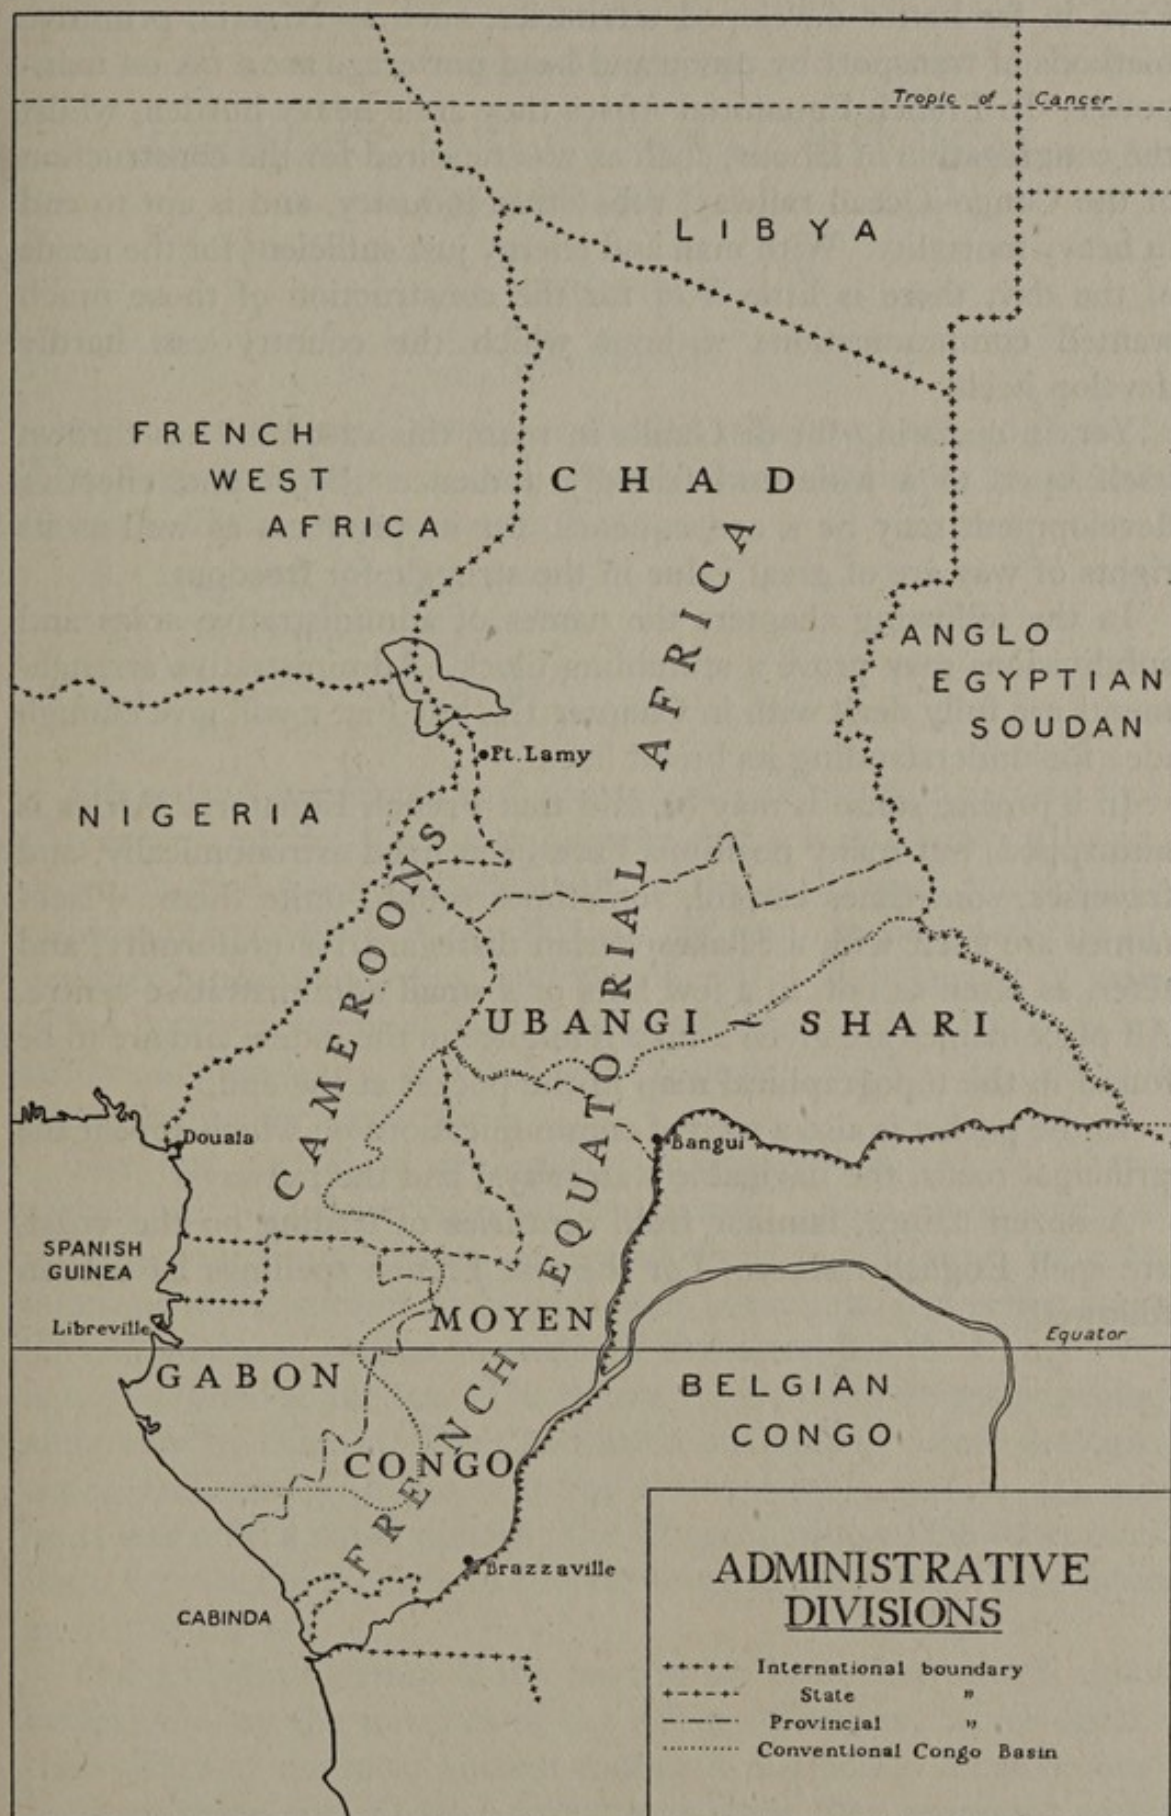 Tropic of Cancer
LIBYA
FRENCH
WEST
AFRICA
CHAD
ANGLO
EGYPTIAN
SOUDAN
Ft. Lamy
NIGERIA
CAMEROONS
FRENCH EQUATORIAL AFRICA
UBANGI ~ SHARI
Douala
Bangui
SPANISH
GUINEA
Libreville
MOYEN
Equator
GABON
BELGIAN
CONGO
CONGO
Brazzaville
CABINDA
ADMINISTRATIVE
DIVISIONS
International boundary
State "
Provincial "
Conventional Congo Basin